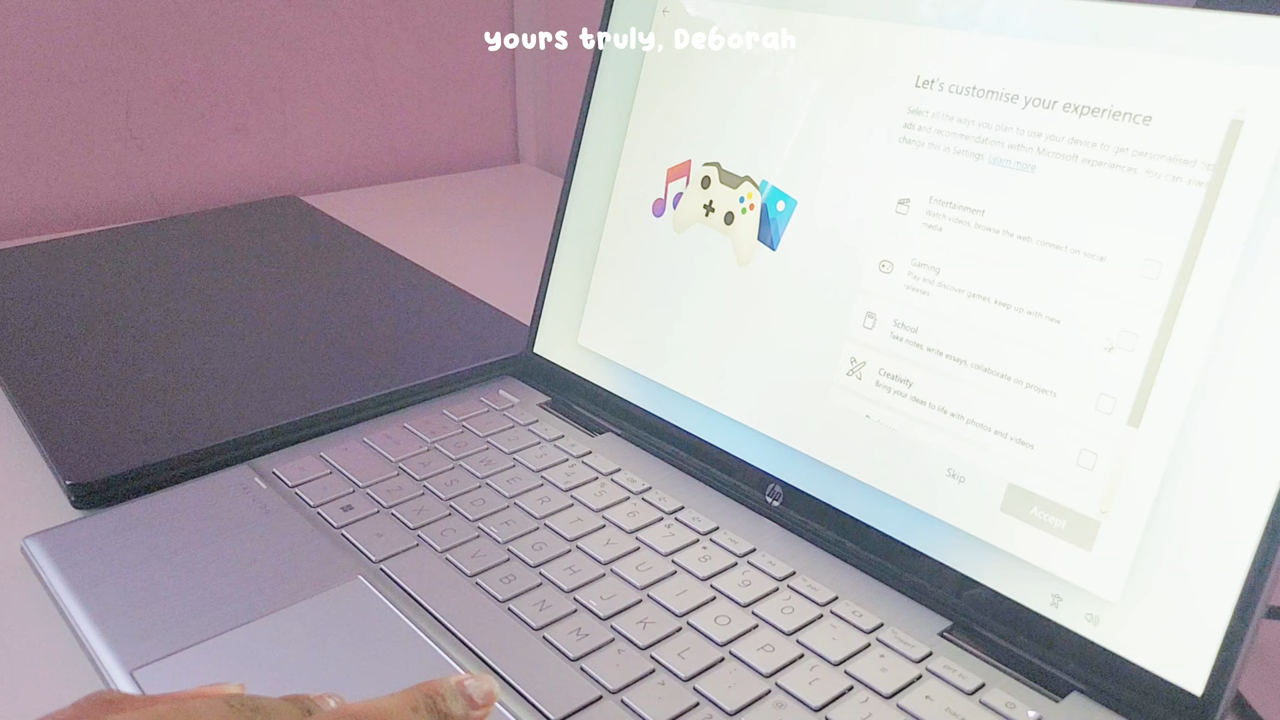 yours truly, Deborah
Let's customise your experience
Select all the ways you plan to use your device to get personalised
ads and recommendations within Microsoft experiences. You can
change this in Settings. Learn more
Entertainment
Watch videos, browse the web, connect on social
media
Gaming
Play and discover games, keep up with new
releases
School
Take notes, write essays, collaborate on projects
Creativity
Bring your ideas to life with photos and videos
Skip
Accept
hp
Q W E R T Y U I O P
A S D F G H J K L
Z X C V B N M